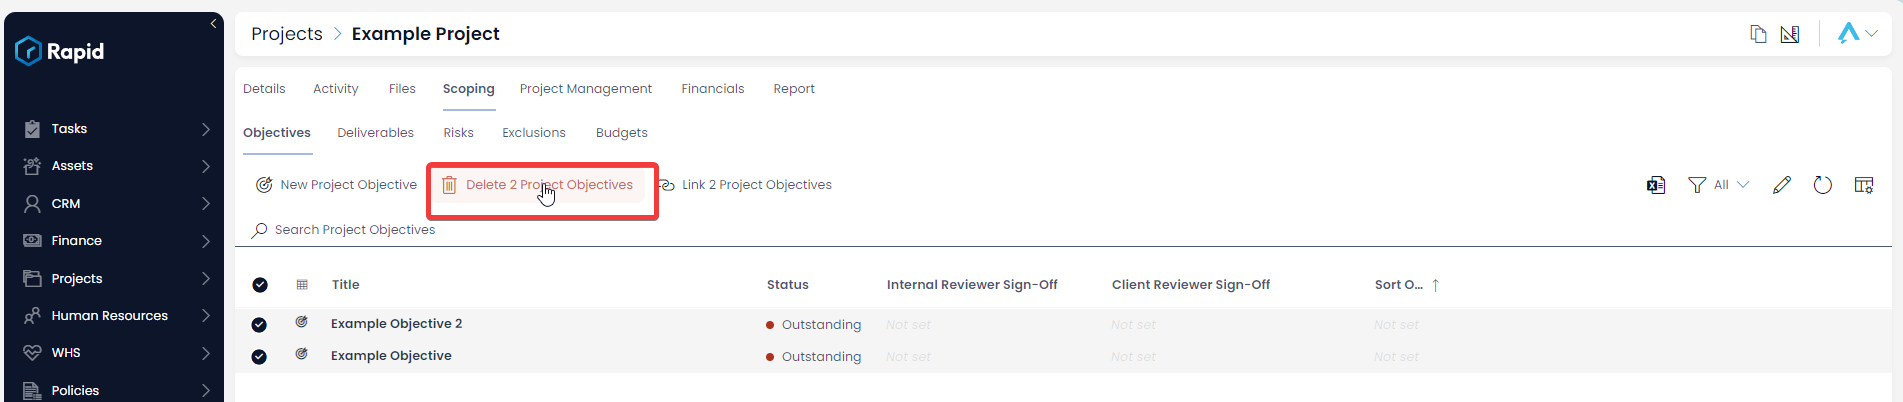 Rapid
Tasks
Assets
CRM
Finance
Projects
Human Resources
WHS
Policies
Projects > Example Project
Details Activity Files Scoping Project Management Financials Report
Objectives Deliverables Risks Exclusions Budgets
New Project Objective Delete 2 Project Objectives Link 2 Project Objectives All
Search Project Objectives
Title Status Internal Reviewer Sign-Off Client Reviewer Sign-Off Sort O... ↑
Example Objective 2 Outstanding Not set Not set Not set
Example Objective Outstanding Not set Not set Not set